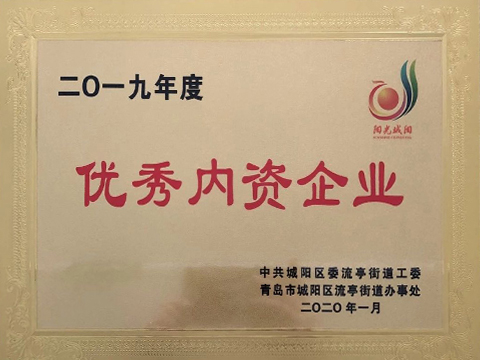 二〇一九年度
阳光城阳
优秀内资企业
中共城阳区委流亭街道工委
青岛市城阳区流亭街道办事处
二〇二〇年一月